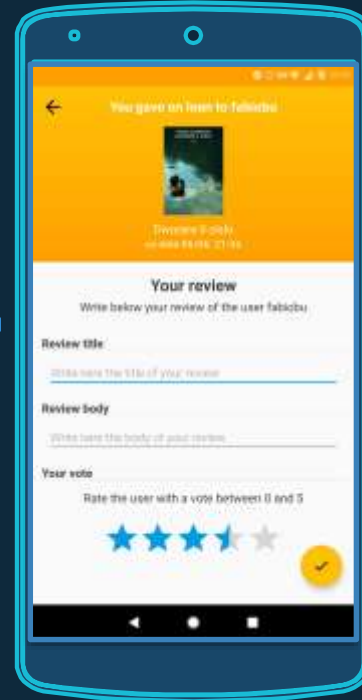 You gave on loan to fabiobu
Your review
Write below your review of the user fabiobu
Review title
Write here the title of your review
Review body
Write here the body of your review
Your vote
Rate the user with a vote between 0 and 5